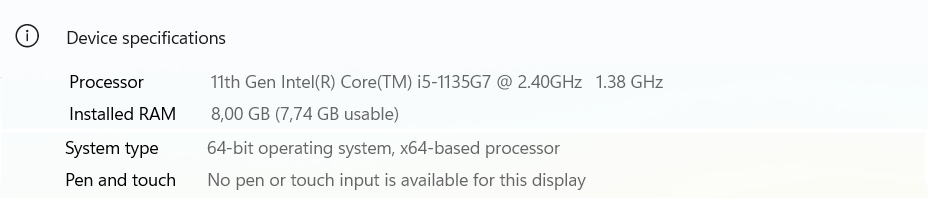 Device specifications
Processor 11th Gen Intel(R) Core(TM) i5-1135G7 @ 2.40GHz 1.38 GHz
Installed RAM 8,00 GB (7,74 GB usable)
System type 64-bit operating system, x64-based processor
Pen and touch No pen or touch input is available for this display